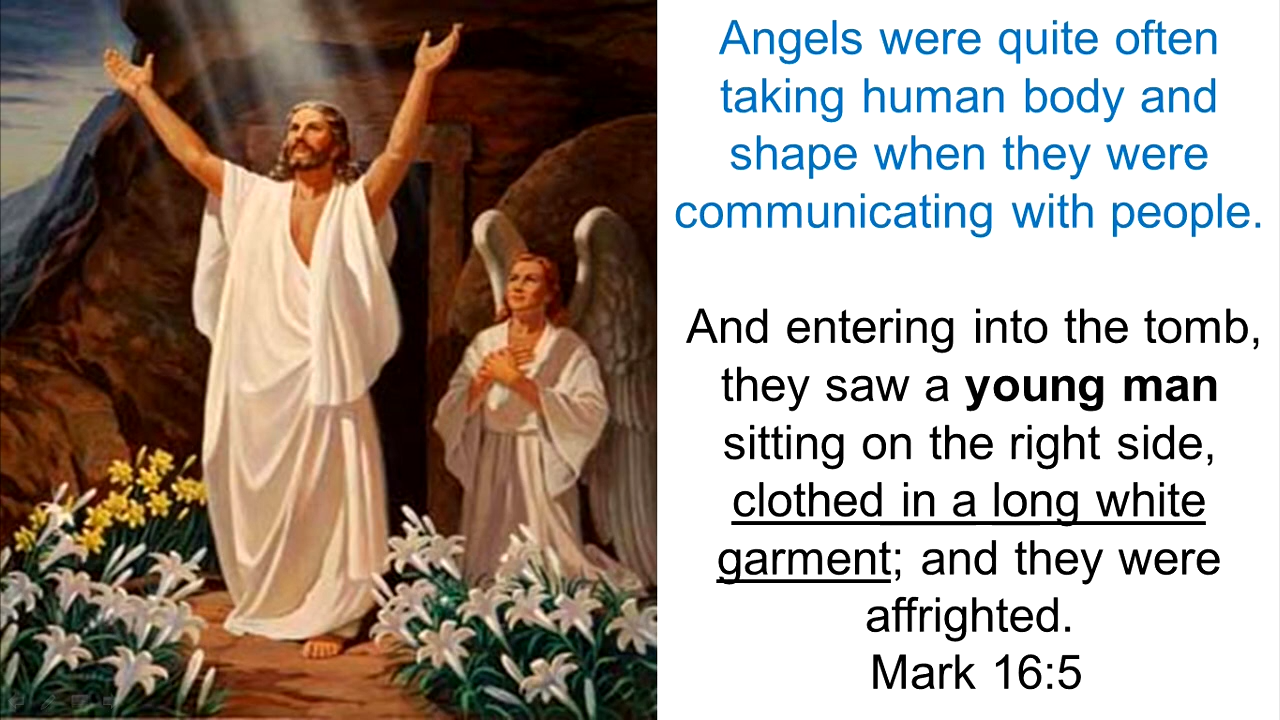 Angels were quite often
taking human body and
shape when they were
communicating with people.
And entering into the tomb,
they saw a young man
sitting on the right side,
clothed in a long white
garment; and they were
affrighted.
Mark 16:5